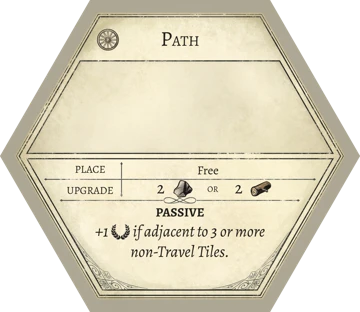 Path
PLACE Free
UPGRADE 2 OR 2
PASSIVE
+1 if adjacent to 3 or more
non-Travel Tiles.